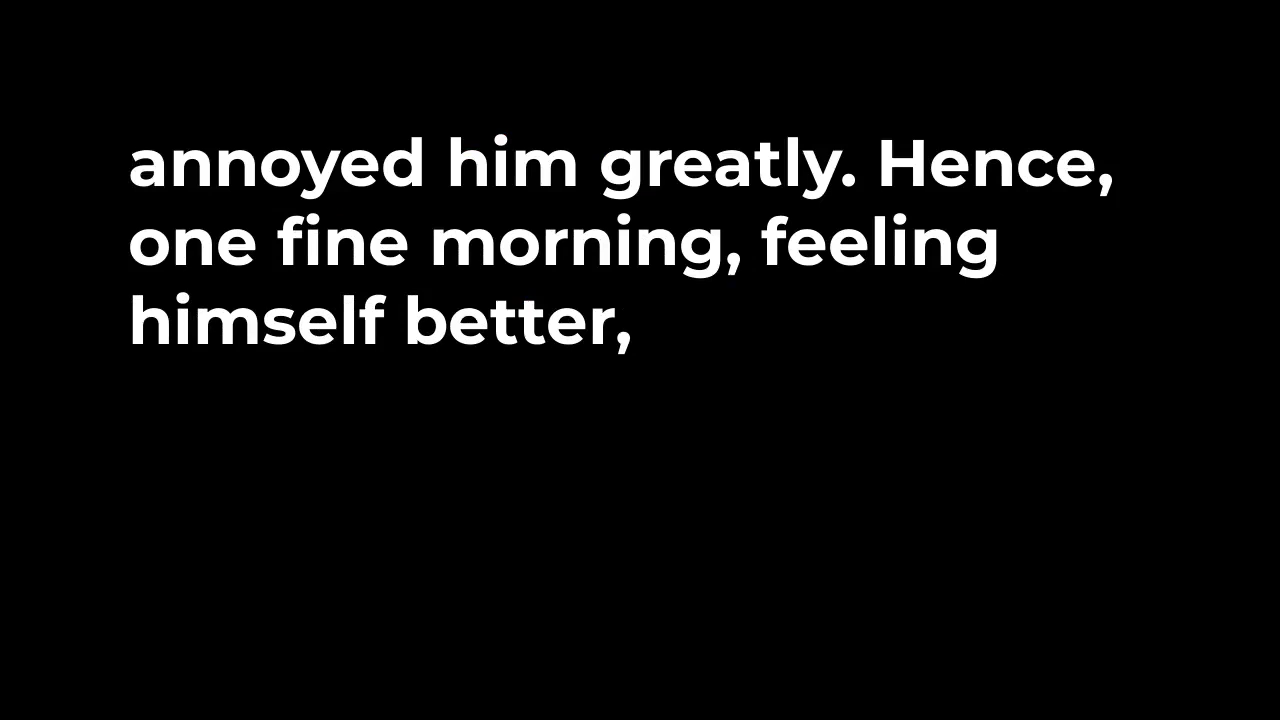 annoyed him greatly. Hence,
one fine morning, feeling
himself better,